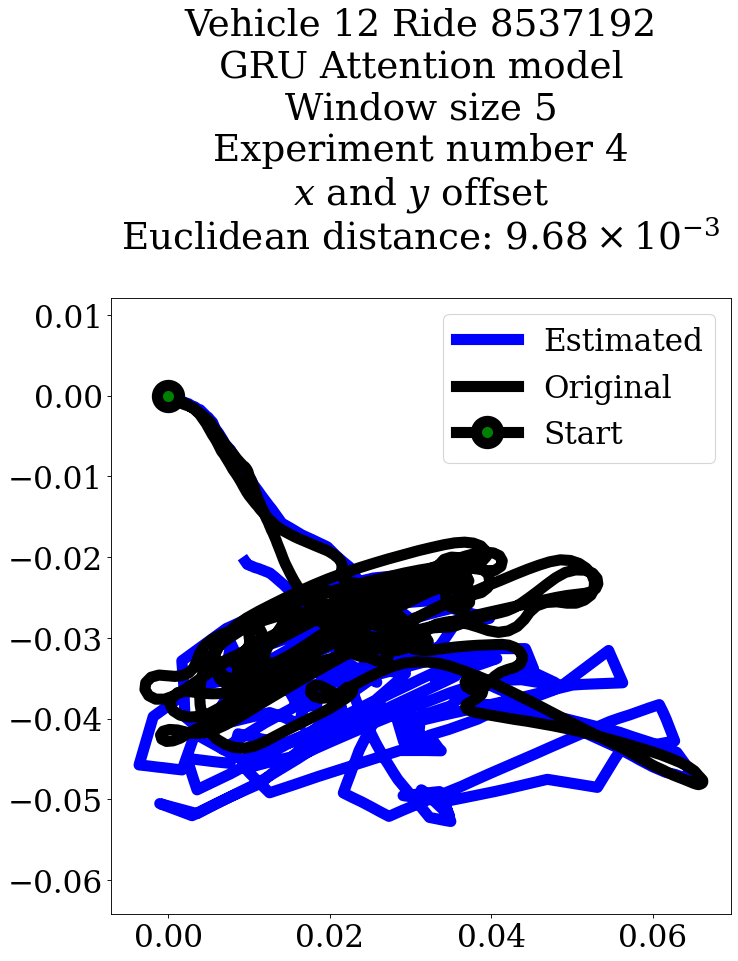 Vehicle 12 Ride 8537192
GRU Attention model
Window size 5
Experiment number 4
x and y offset
Euclidean distance: 9.68 × 10⁻³
0.01
0.00
−0.01
−0.02
−0.03
−0.04
−0.05
−0.06
Estimated
Original
Start
0.00 0.02 0.04 0.06